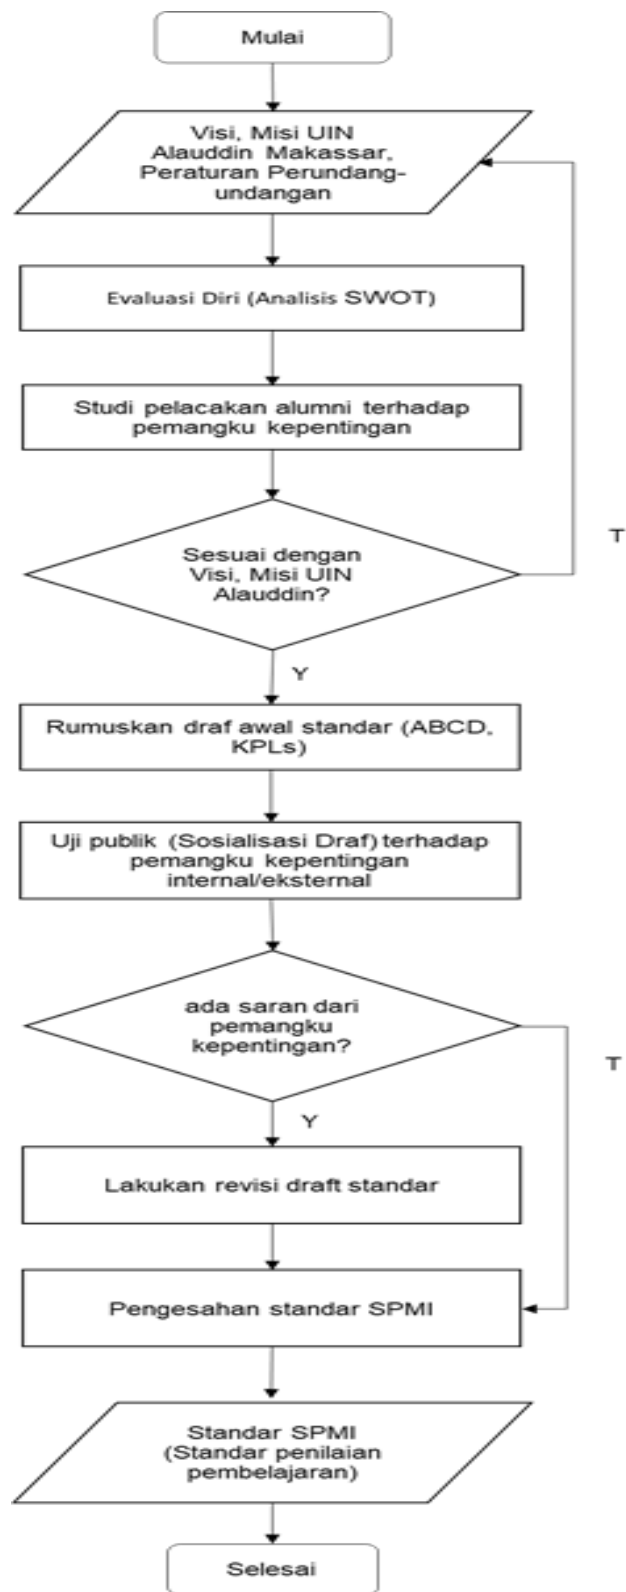 Mulai
Visi, Misi UIN
Alauddin Makassar,
Peraturan Perundang-
undangan
Evaluasi Diri (Analisis SWOT)
Studi pelacakan alumni terhadap
pemangku kepentingan
T
Sesuai dengan
Visi, Misi UIN
Alauddin?
Y
Rumuskan draf awal standar (ABCD,
KPLs)
Uji publik (Sosialisasi Draf) terhadap
pemangku kepentingan
internal/eksternal
ada saran dari
pemangku
kepentingan?
T
Y
Lakukan revisi draft standar
Pengesahan standar SPMI
Standar SPMI
(Standar penilaian
pembelajaran)
Selesai